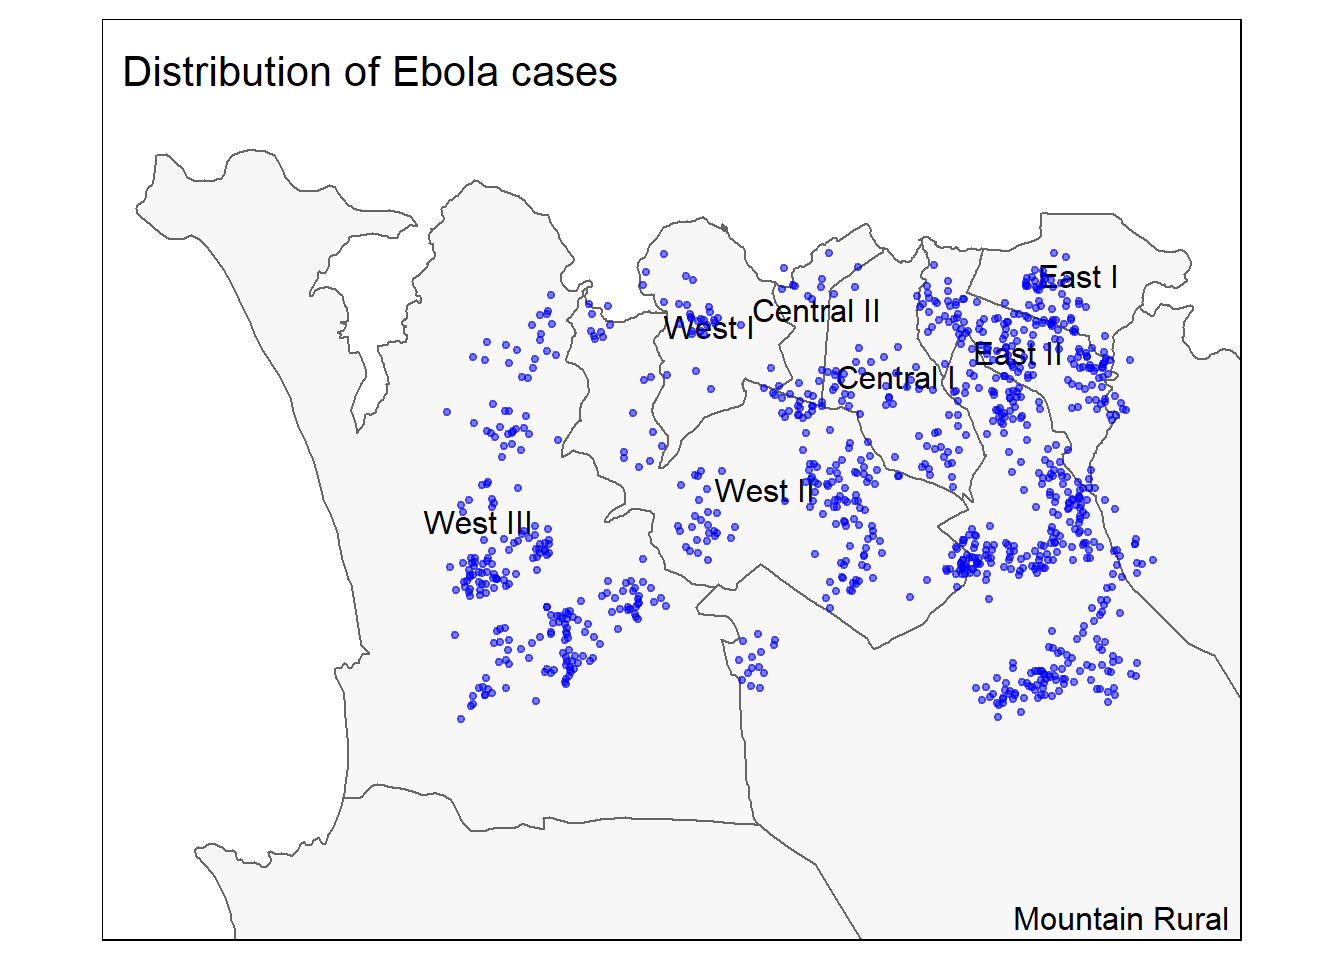 Distribution of Ebola cases
East I
Central II
West I
East II
Central I
West II
West III
Mountain Rural